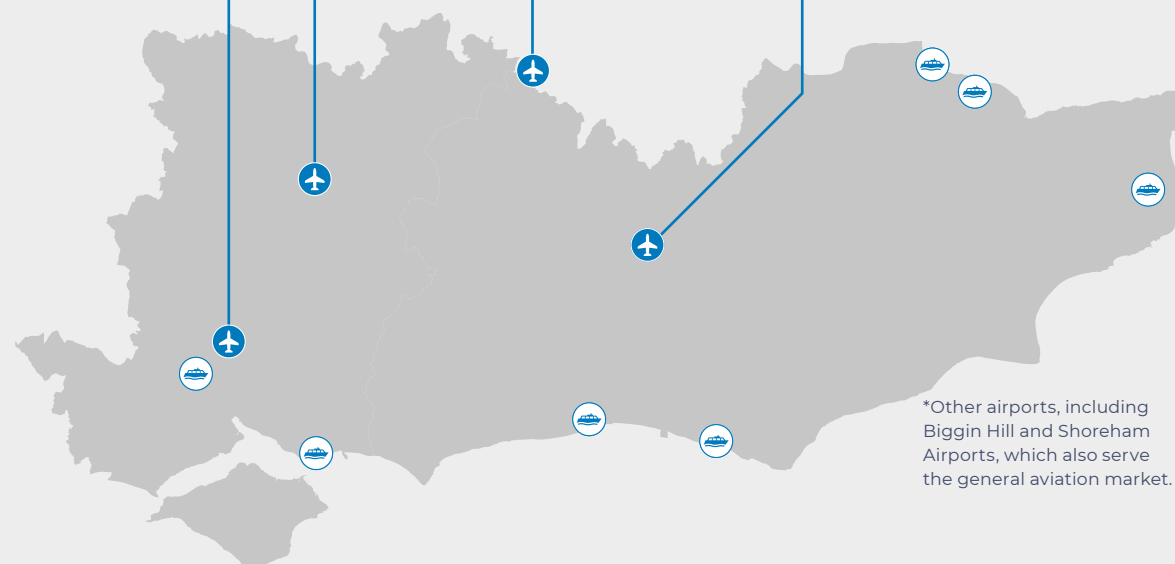 *Other airports, including
Biggin Hill and Shoreham
Airports, which also serve
the general aviation market.